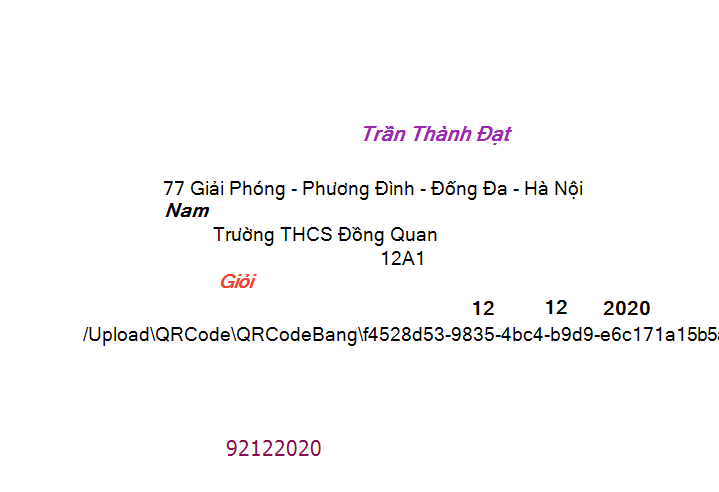 Trần Thành Đạt
77 Giải Phóng - Phương Đình - Đống Đa - Hà Nội
Nam
Trường THCS Đồng Quan
12A1
Giỏi
12 12 2020
/Upload\QRCode\QRCodeBang\f4528d53-9835-4bc4-b9d9-e6c171a15b5a
92122020